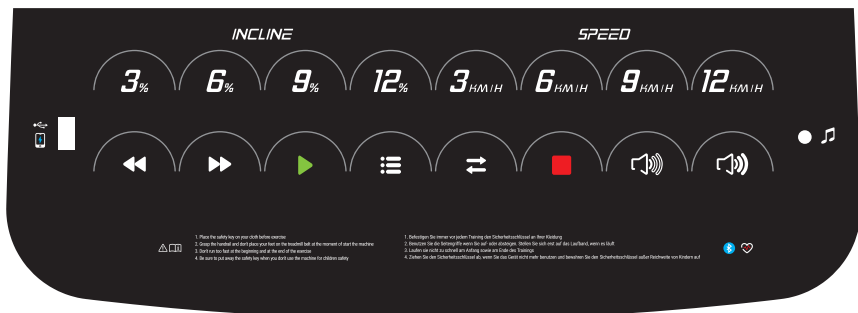 INCLINE SPEED
3% 6% 9% 12% 3 KM/H 6 KM/H 9 KM/H 12 KM/H
1. Place the safety key on your cloth before exercise
2. Grasp the handrail and don't place your feet on the treadmill belt at the moment of start the machine
3. Don't run too fast at the beginning and at the end of the exercise
4. Be sure to put away the safety key when you don't use the machine for children safety
1. Befestigen Sie immer vor jedem Training den Sicherheitsschlüssel an Ihrer Kleidung
2. Benutzen Sie die Seitengriffe wenn Sie auf- oder absteigen. Stellen Sie sich erst auf das Laufband, wenn es läuft
3. Laufen sie nicht zu schnell am Anfang sowie am Ende des Trainings
4. Ziehen Sie den Sicherheitsschlüssel ab, wenn Sie das Gerät nicht mehr benutzen und bewahren Sie den Sicherheitsschlüssel außer Reichweite von Kindern auf